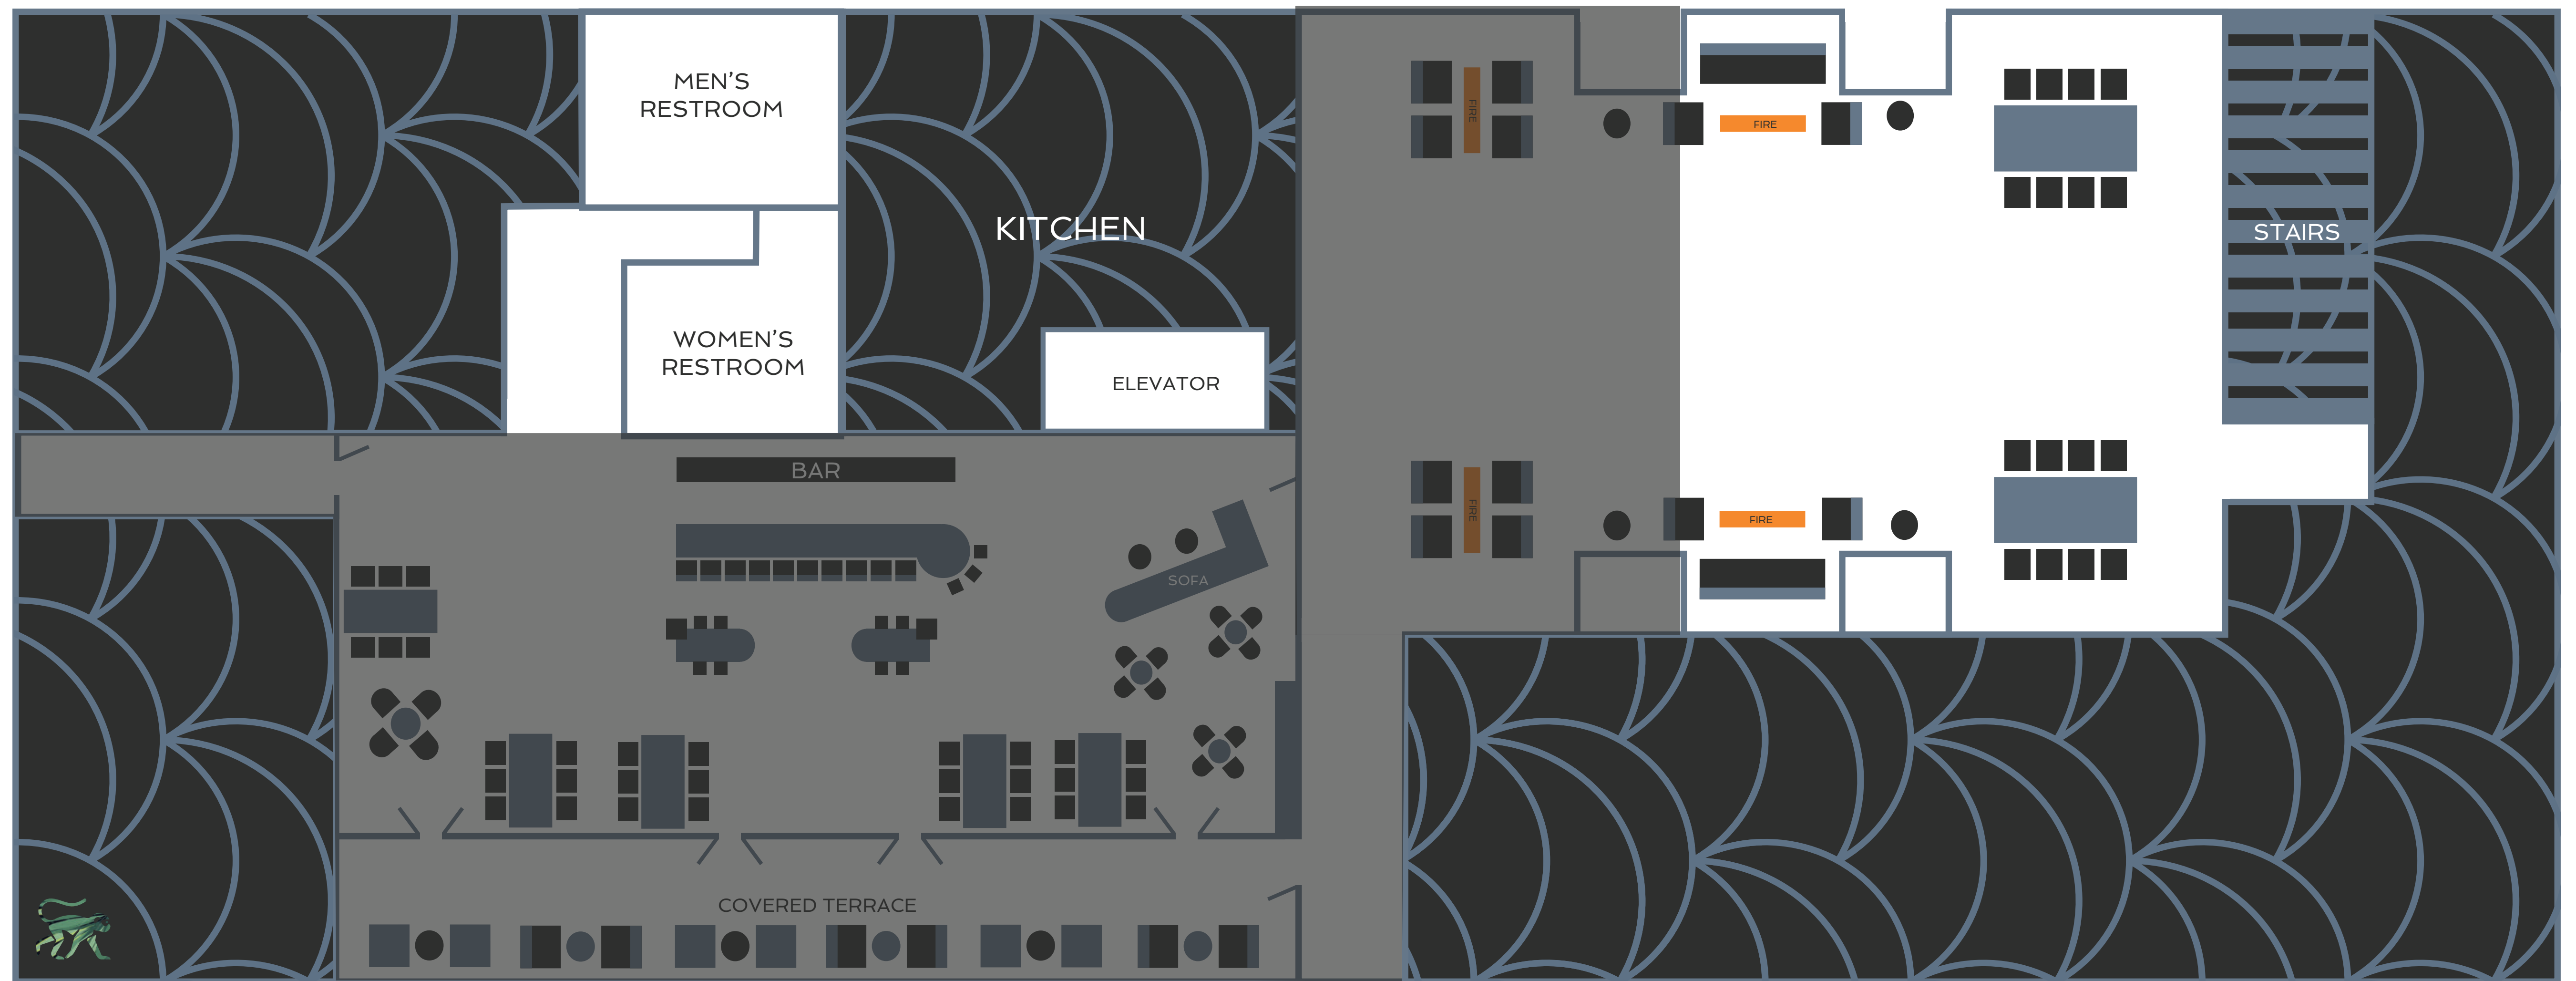 MEN'S
RESTROOM
FIRE
FIRE
KITCHEN
STAIRS
WOMEN'S
RESTROOM
ELEVATOR
BAR
FIRE
FIRE
SOFA
COVERED TERRACE